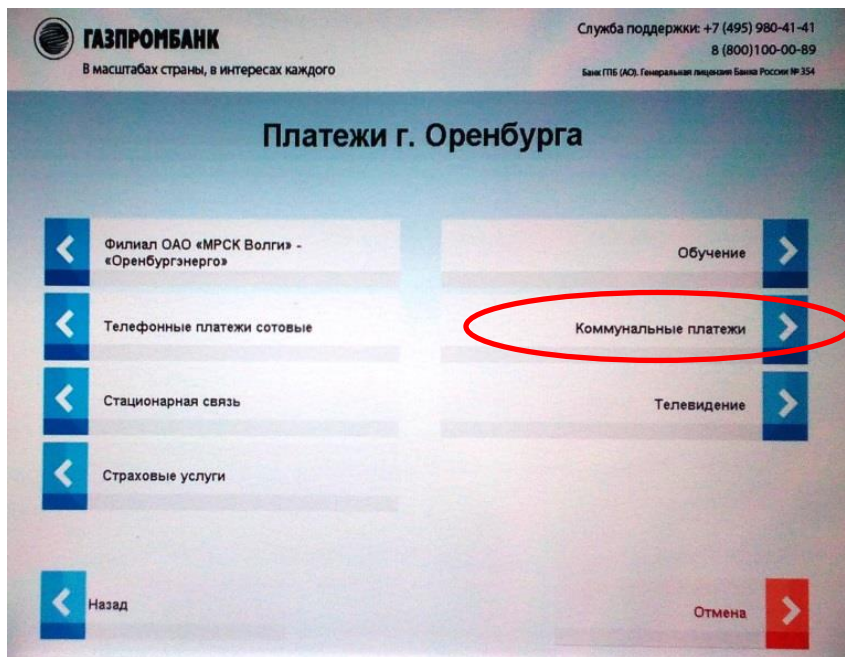 ГАЗПРОМБАНК
В масштабах страны, в интересах каждого
Служба поддержки: +7 (495) 980-41-41
8 (800)100-00-89
Банк ГПБ (АО). Генеральная лицензия Банка России № 354
Платежи г. Оренбурга
Филиал ОАО «МРСК Волги» -
«Оренбургэнерго»
Обучение
Телефонные платежи сотовые
Коммунальные платежи
Стационарная связь
Телевидение
Страховые услуги
Назад
Отмена